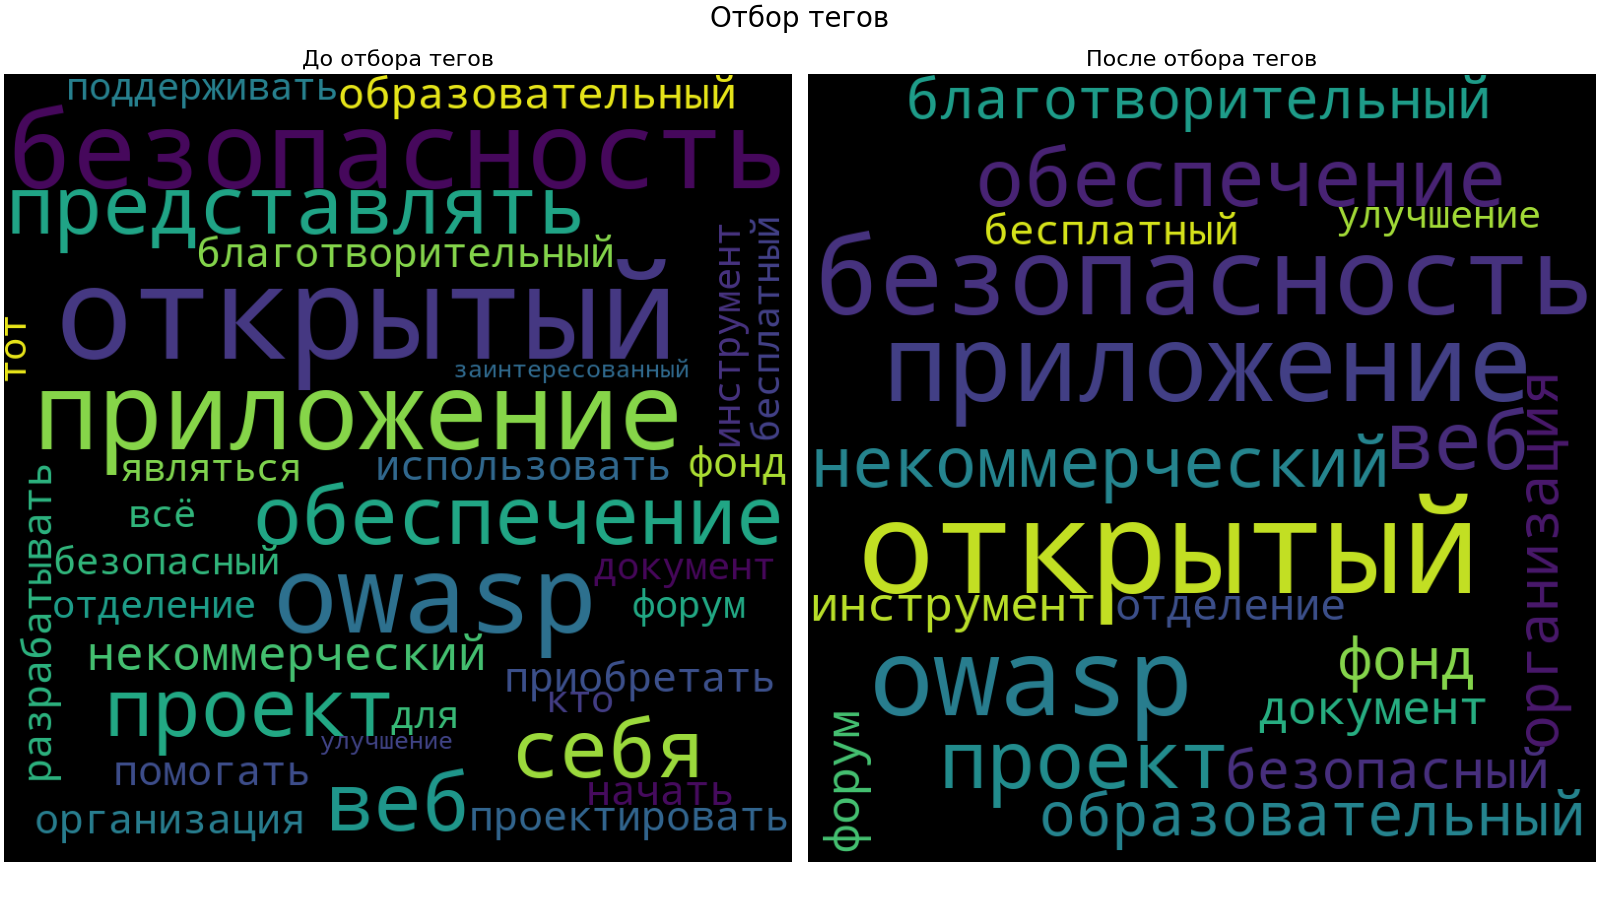 Отбор тегов
До отбора тегов
поддерживать
образовательный
безопасность
представлять
благотворительный
инструмент
бесплатный
открытый
тот
заинтересованный
приложение
являться
использовать
фонд
разрабатывать
всё
обеспечение
безопасный
owasp
документ
отделение
форум
некоммерческий
приобретать
кто
проект
для
улучшение
себя
помогать
начать
организация
веб
проектировать
После отбора тегов
благотворительный
обеспечение
бесплатный
улучшение
безопасность
приложение
организация
веб
некоммерческий
открытый
инструмент
отделение
owasp
фонд
документ
форум
проект
безопасный
образовательный